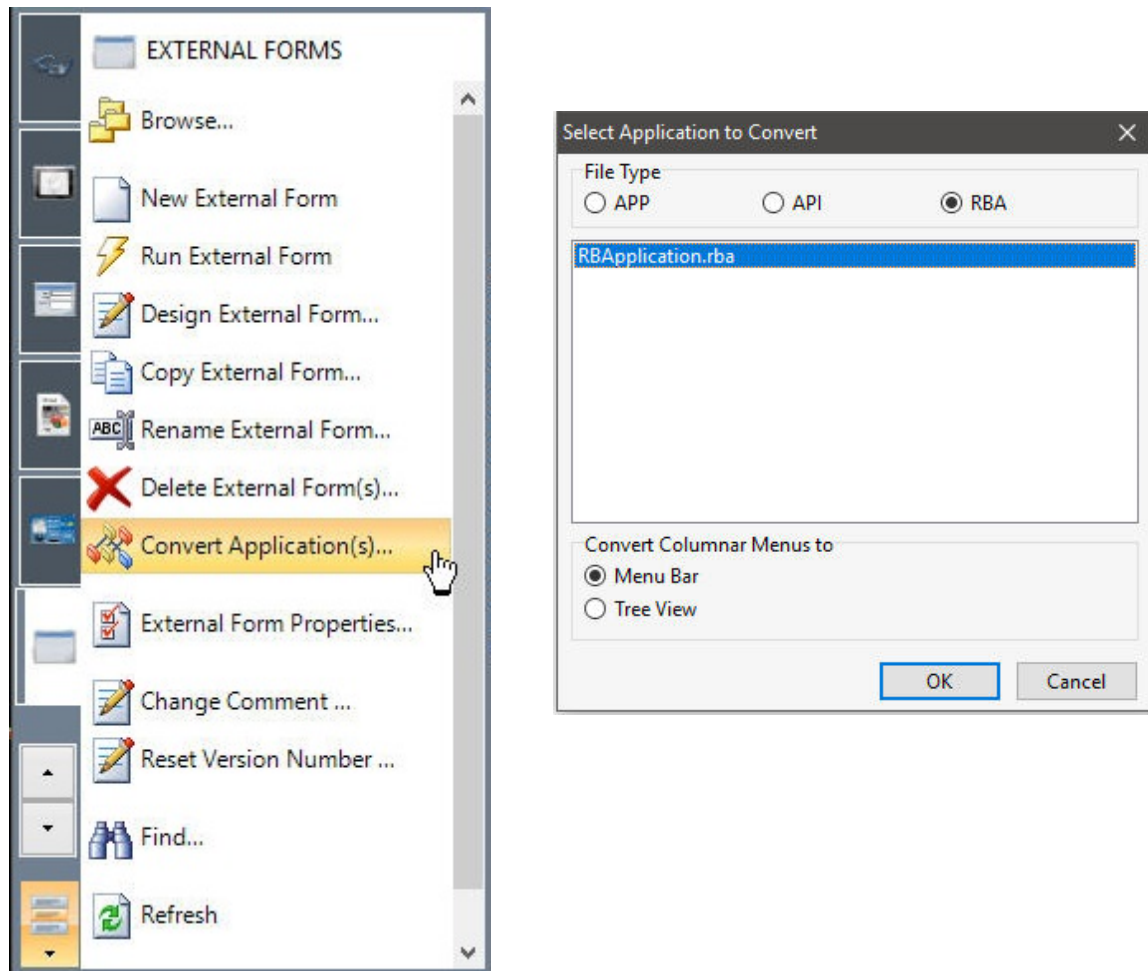 EXTERNAL FORMS
Browse...
New External Form
Run External Form
Design External Form...
Copy External Form...
ABC Rename External Form...
Delete External Form(s)...
Convert Application(s)...
External Form Properties...
Change Comment ...
Reset Version Number ...
Find...
Refresh
Select Application to Convert
File Type
APP API RBA
RBApplication.rba
Convert Columnar Menus to
Menu Bar
Tree View
OK Cancel